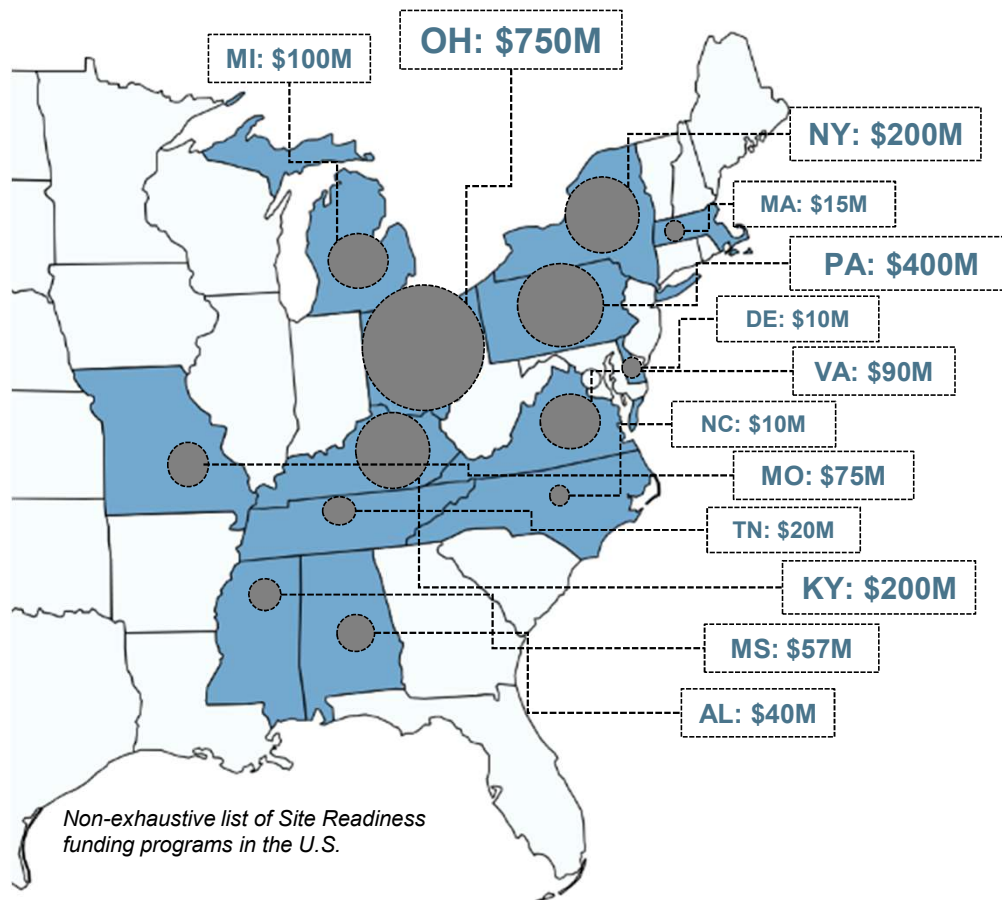 OH: $750M
MI: $100M
NY: $200M
MA: $15M
PA: $400M
DE: $10M
VA: $90M
NC: $10M
MO: $75M
TN: $20M
KY: $200M
MS: $57M
AL: $40M
Non-exhaustive list of Site Readiness
funding programs in the U.S.